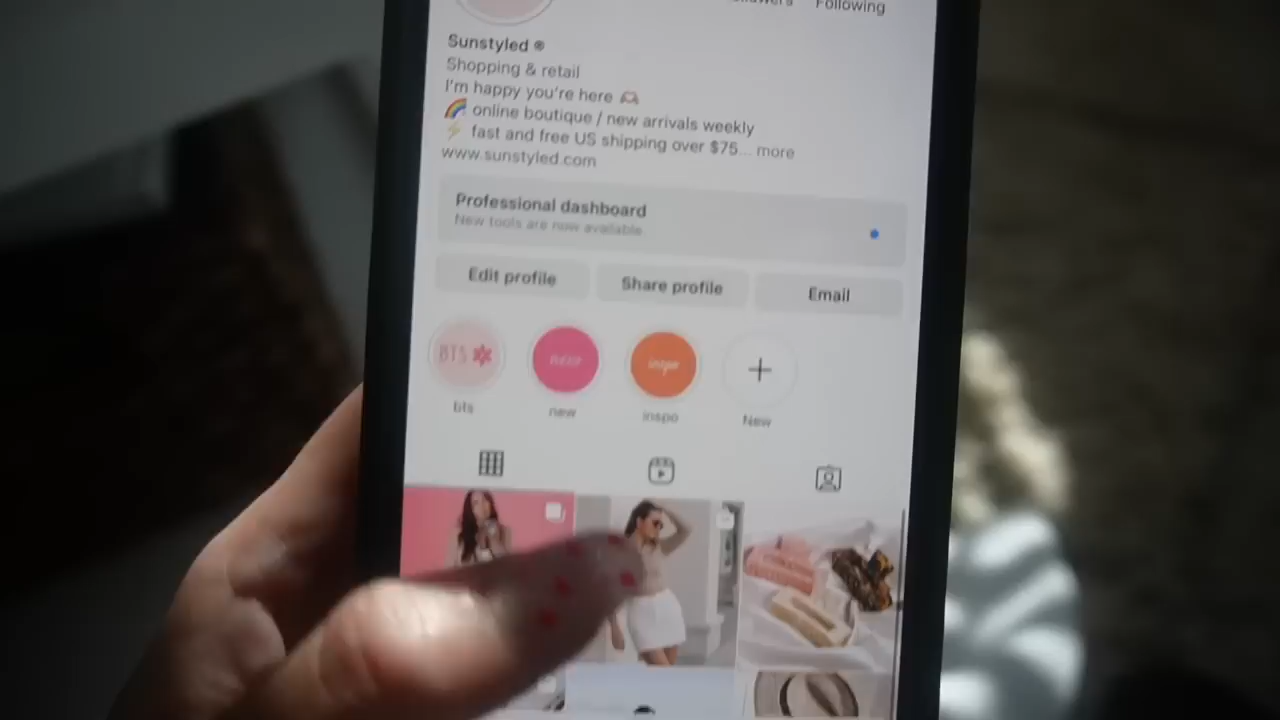 Following
Sunstyled ®
Shopping & retail
I'm happy you're here 🫶🏻
🌈 online boutique / new arrivals weekly
⚡ fast and free US shipping over $75... more
www.sunstyled.com
Professional dashboard
New tools are now available.
Edit profile
Share profile
Email
BTS
inspo
bts
new
inspo
New